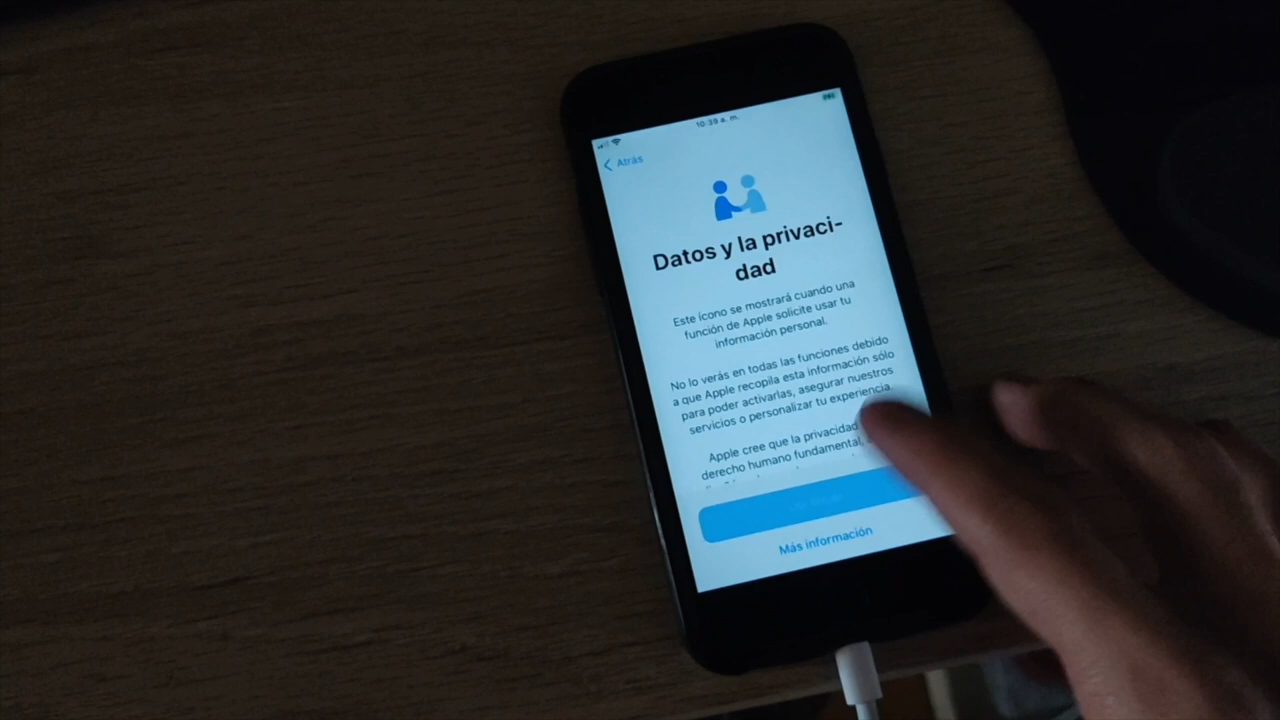 10:39 a. m.
Atrás
Datos y la privaci-
dad
Este ícono se mostrará cuando una
función de Apple solicite usar tu
información personal.
No lo verás en todas las funciones debido
a que Apple recopila esta información sólo
para poder activarlas, asegurar nuestros
servicios o personalizar tu experiencia.
Apple cree que la privacidad
derecho humano fundamental,
Más información